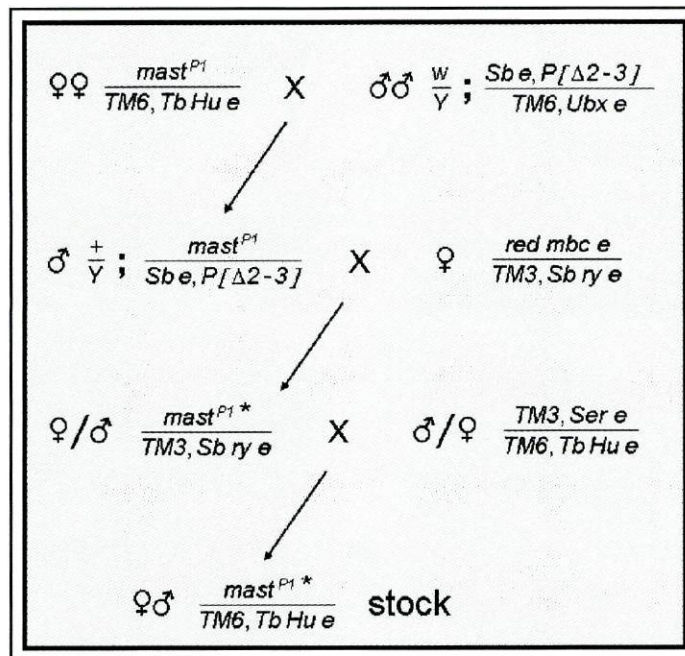 ♀♀ mast^P1 / TM6, Tb Hu e X ♂♂ w / Y ; Sb e, P[Δ2-3] / TM6, Ubx e
♂ + / Y ; mast^P1 / Sb e, P[Δ2-3] X ♀ red mbc e / TM3, Sb ry e
♀/♂ mast^P1 * / TM3, Sb ry e X ♂/♀ TM3, Ser e / TM6, Tb Hu e
♀♂ mast^P1 * / TM6, Tb Hu e stock